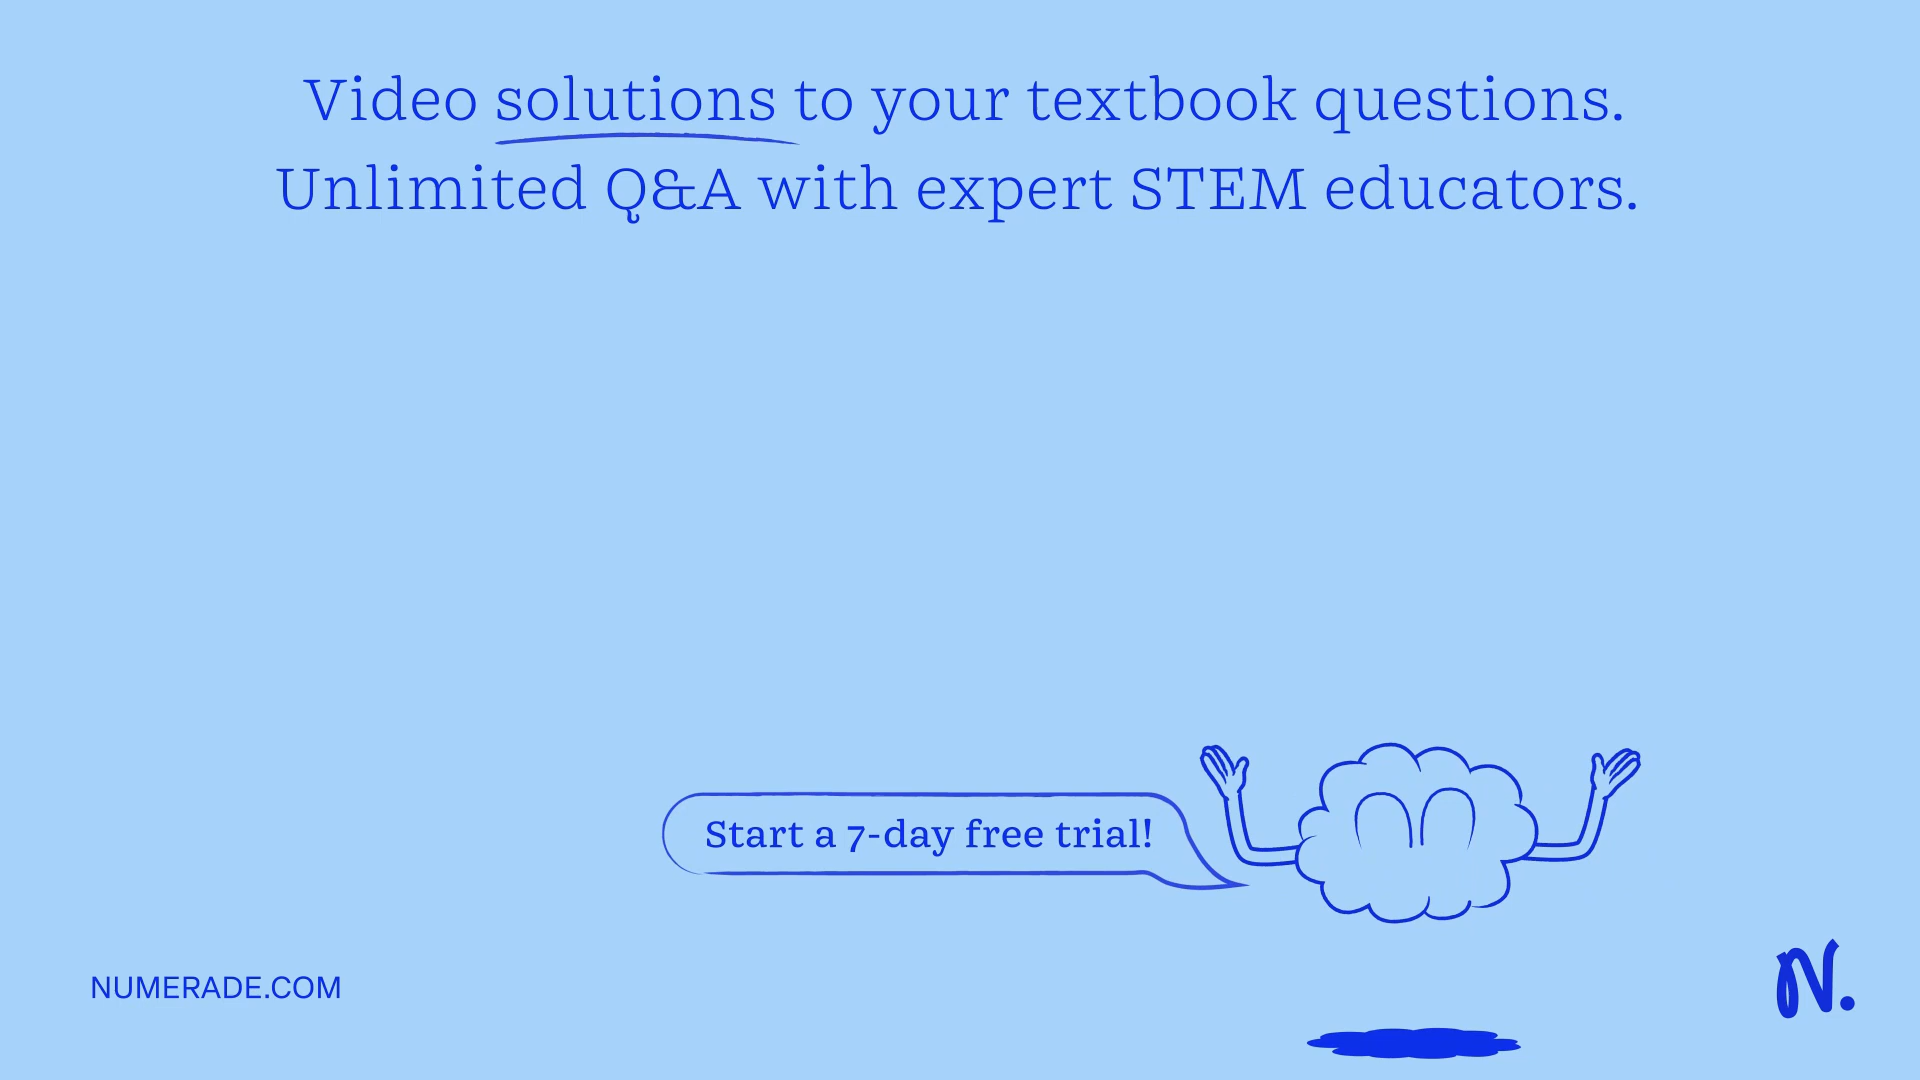 Video solutions to your textbook questions.
Unlimited Q&A with expert STEM educators.
Start a 7-day free trial!
NUMERADE.COM
N.